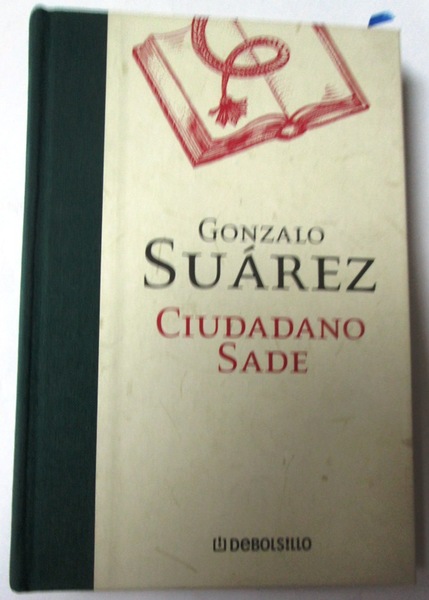 GONZALO
SUÁREZ
CIUDADANO
SADE
DEBOLSILLO